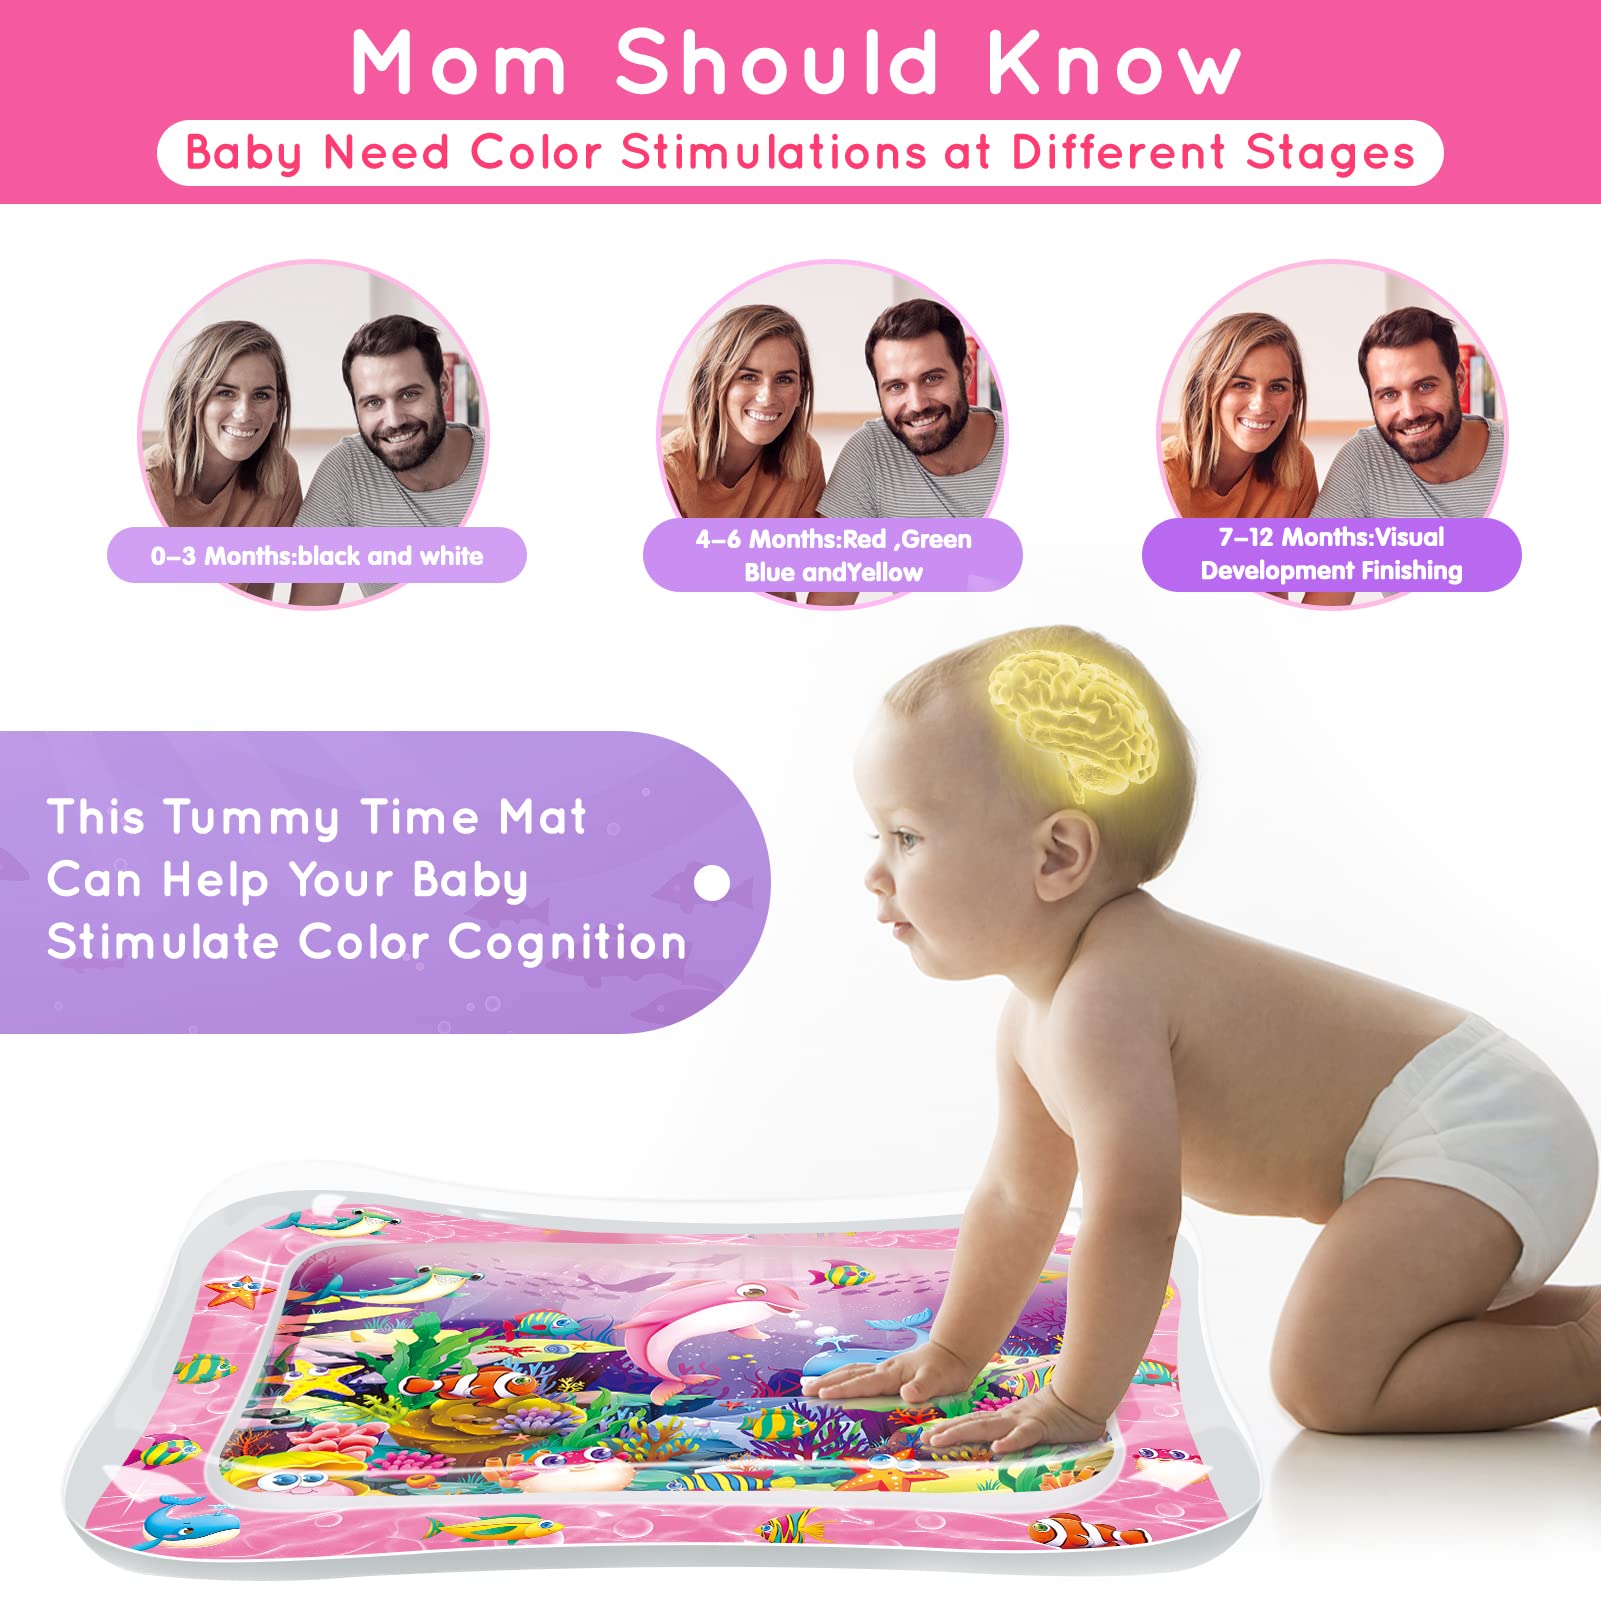 Mom Should Know
Baby Need Color Stimulations at Different Stages
0-3 Months:black and white
4-6 Months:Red ,Green
Blue andYellow
7-12 Months:Visual
Development Finishing
This Tummy Time Mat
Can Help Your Baby
Stimulate Color Cognition